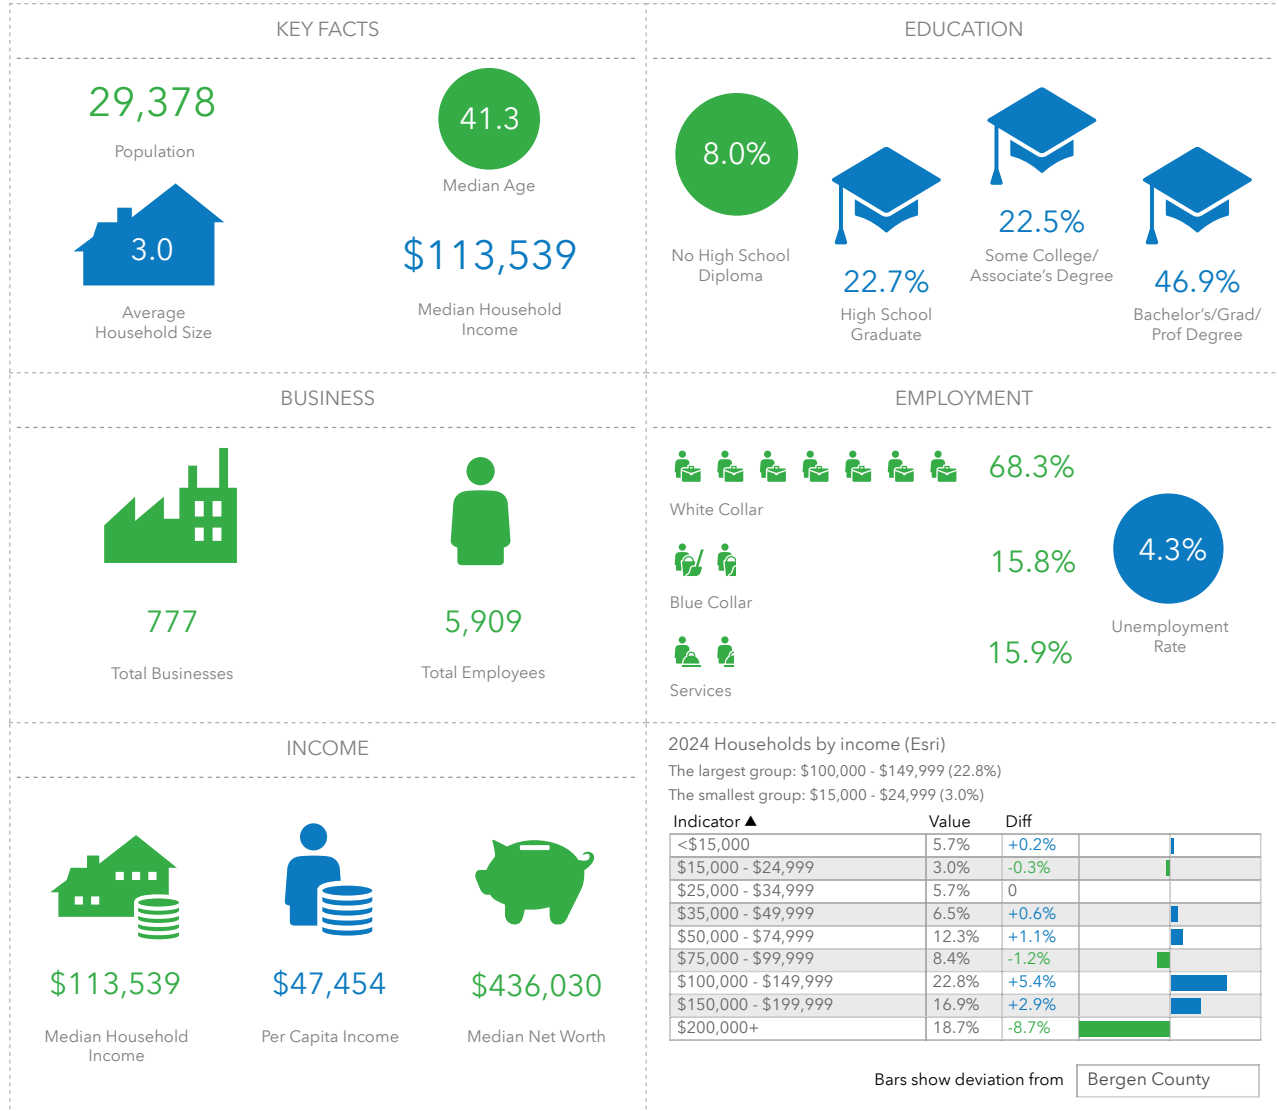 KEY FACTS
29,378
Population
41.3
Median Age
3.0
Average
Household Size
$113,539
Median Household
Income
EDUCATION
8.0%
No High School
Diploma
22.7%
High School
Graduate
22.5%
Some College/
Associate's Degree
46.9%
Bachelor's/Grad/
Prof Degree
BUSINESS
777
Total Businesses
5,909
Total Employees
EMPLOYMENT
68.3%
White Collar
15.8%
Blue Collar
15.9%
Services
4.3%
Unemployment
Rate
INCOME
$113,539
Median Household
Income
$47,454
Per Capita Income
$436,030
Median Net Worth
2024 Households by income (Esri)
The largest group: $100,000 - $149,999 (22.8%)
The smallest group: $15,000 - $24,999 (3.0%)
Indicator ▲ Value Diff
<$15,000 5.7% +0.2%
$15,000 - $24,999 3.0% -0.3%
$25,000 - $34,999 5.7% 0
$35,000 - $49,999 6.5% +0.6%
$50,000 - $74,999 12.3% +1.1%
$75,000 - $99,999 8.4% -1.2%
$100,000 - $149,999 22.8% +5.4%
$150,000 - $199,999 16.9% +2.9%
$200,000+ 18.7% -8.7%
Bars show deviation from Bergen County